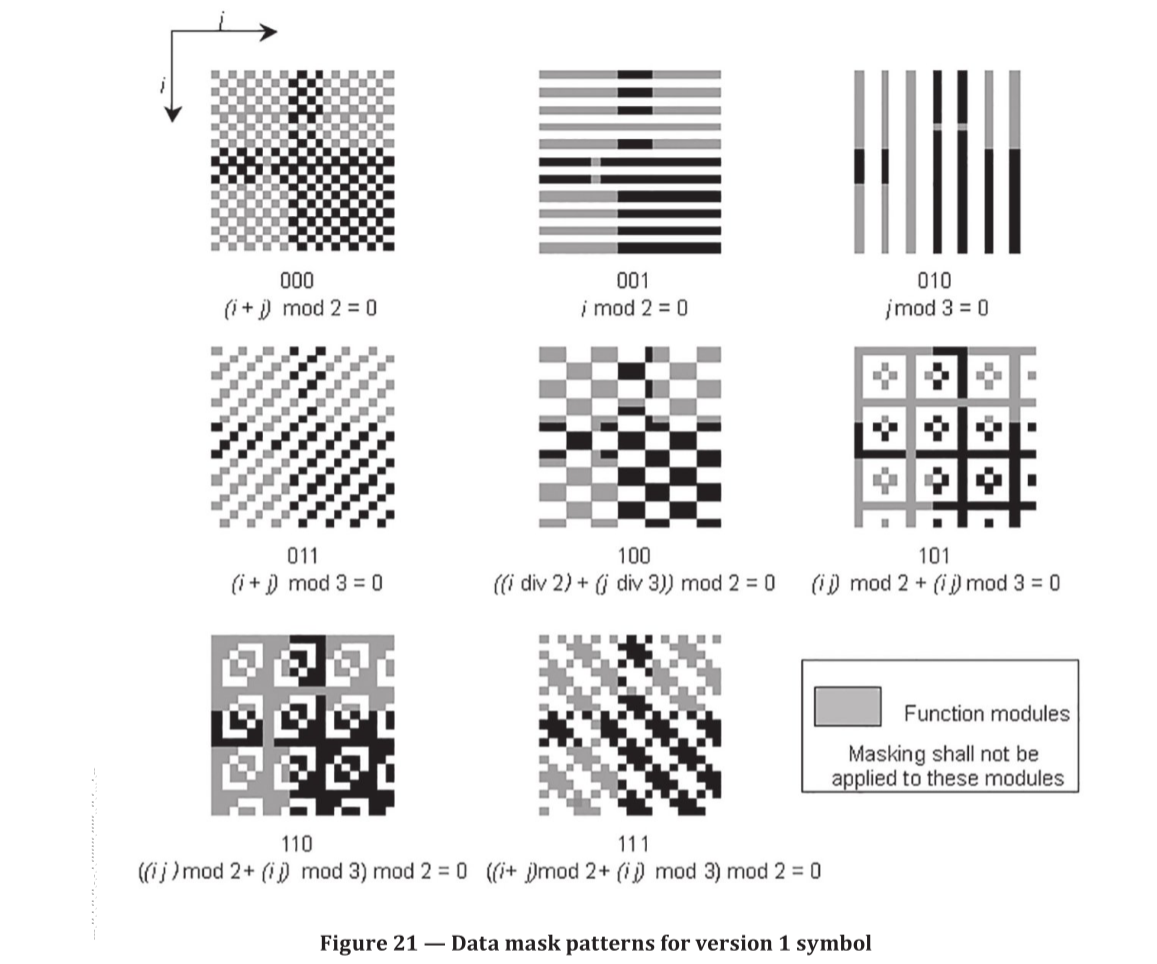 j
i
000 001 010
(i + j) mod 2 = 0 i mod 2 = 0 j mod 3 = 0
011 100 101
(i + j) mod 3 = 0 ((i div 2) + (j div 3)) mod 2 = 0 (i j) mod 2 + (i j) mod 3 = 0
Function modules
Masking shall not be
applied to these modules
110 111
((i j) mod 2+ (i j) mod 3) mod 2 = 0 ((i+ j)mod 2+ (i j) mod 3) mod 2 = 0
Figure 21 — Data mask patterns for version 1 symbol